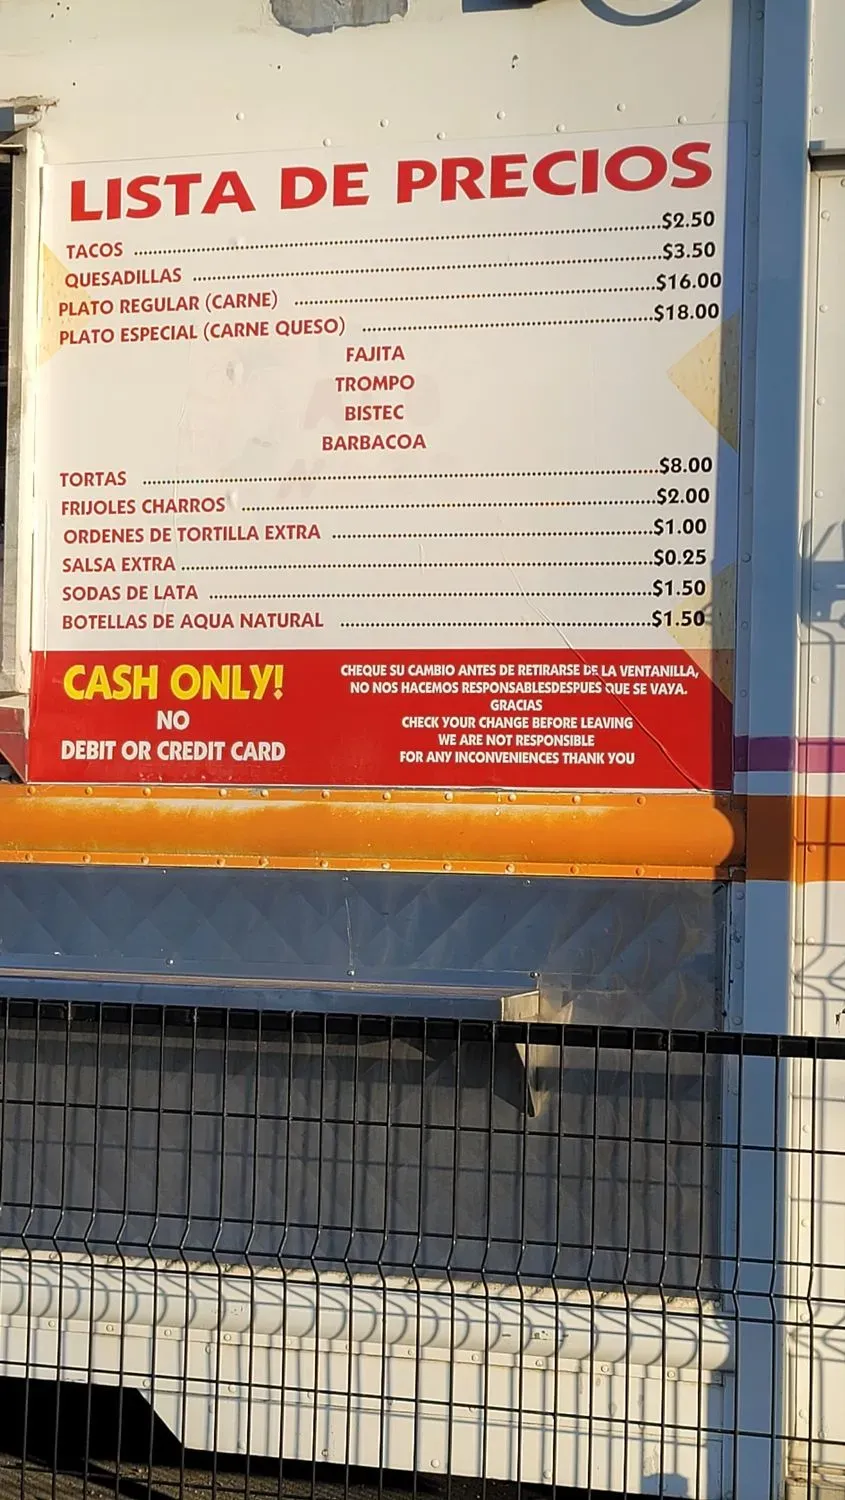 LISTA DE PRECIOS
TACOS ........ $2.50
QUESADILLAS ........ $3.50
PLATO REGULAR (CARNE) ........ $16.00
PLATO ESPECIAL (CARNE QUESO) ........ $18.00
FAJITA
TROMPO
BISTEC
BARBACOA
TORTAS ........ $8.00
FRIJOLES CHARROS ........ $2.00
ORDENES DE TORTILLA EXTRA ........ $1.00
SALSA EXTRA ........ $0.25
SODAS DE LATA ........ $1.50
BOTELLAS DE AQUA NATURAL ........ $1.50
CASH ONLY!
NO
DEBIT OR CREDIT CARD
CHEQUE SU CAMBIO ANTES DE RETIRARSE DE LA VENTANILLA,
NO NOS HACEMOS RESPONSABLESDESPUES QUE SE VAYA.
GRACIAS
CHECK YOUR CHANGE BEFORE LEAVING
WE ARE NOT RESPONSIBLE
FOR ANY INCONVENIENCES THANK YOU